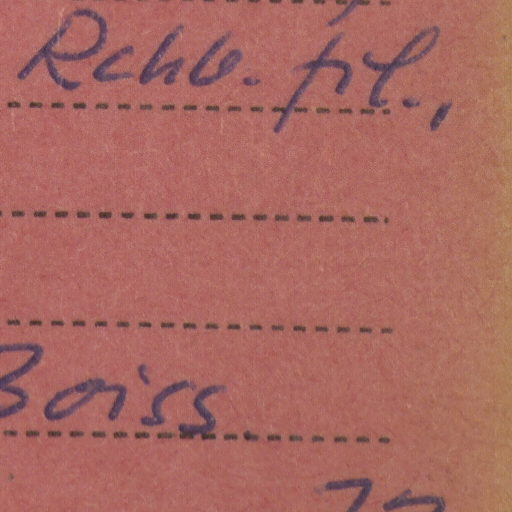 Rchb. fil.,
Boiss